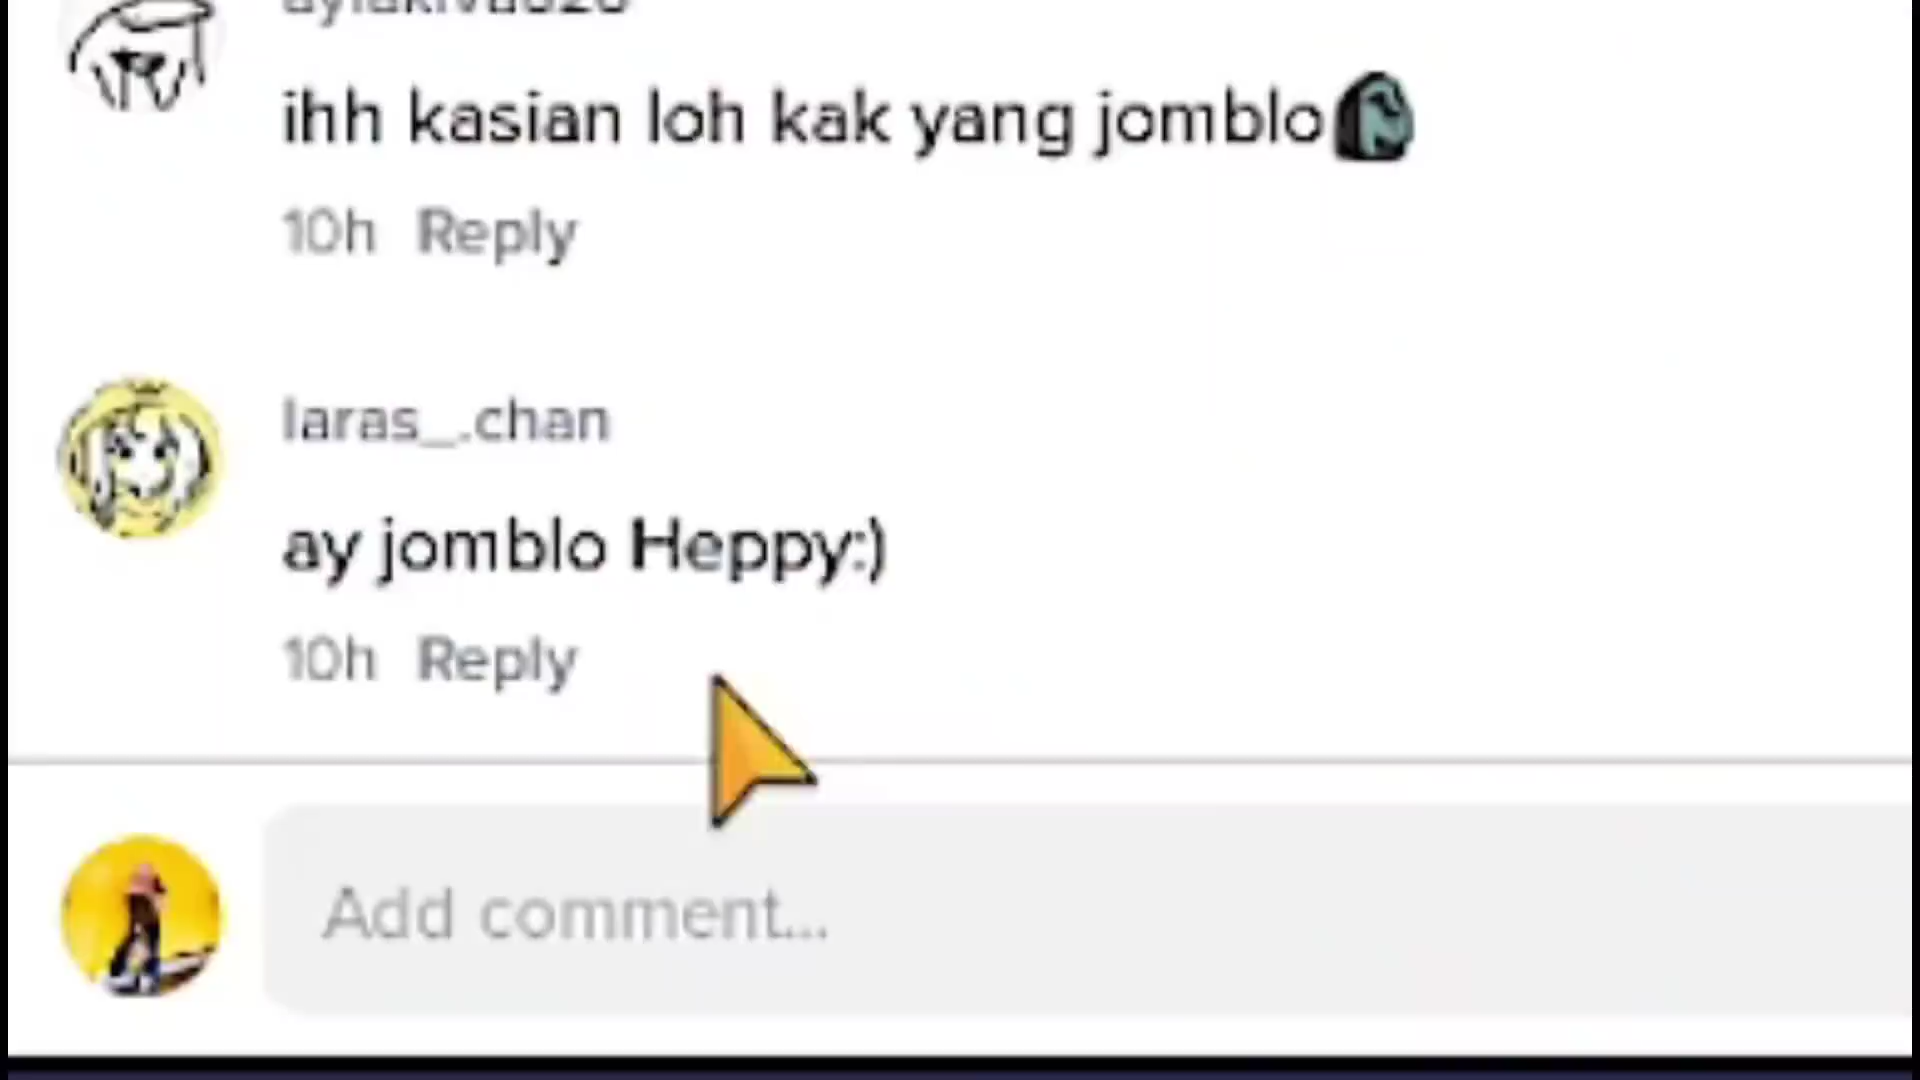 ihh kasian loh kak yang jomblo
10h Reply
laras_.chan
ay jomblo Heppy:)
10h Reply
Add comment...